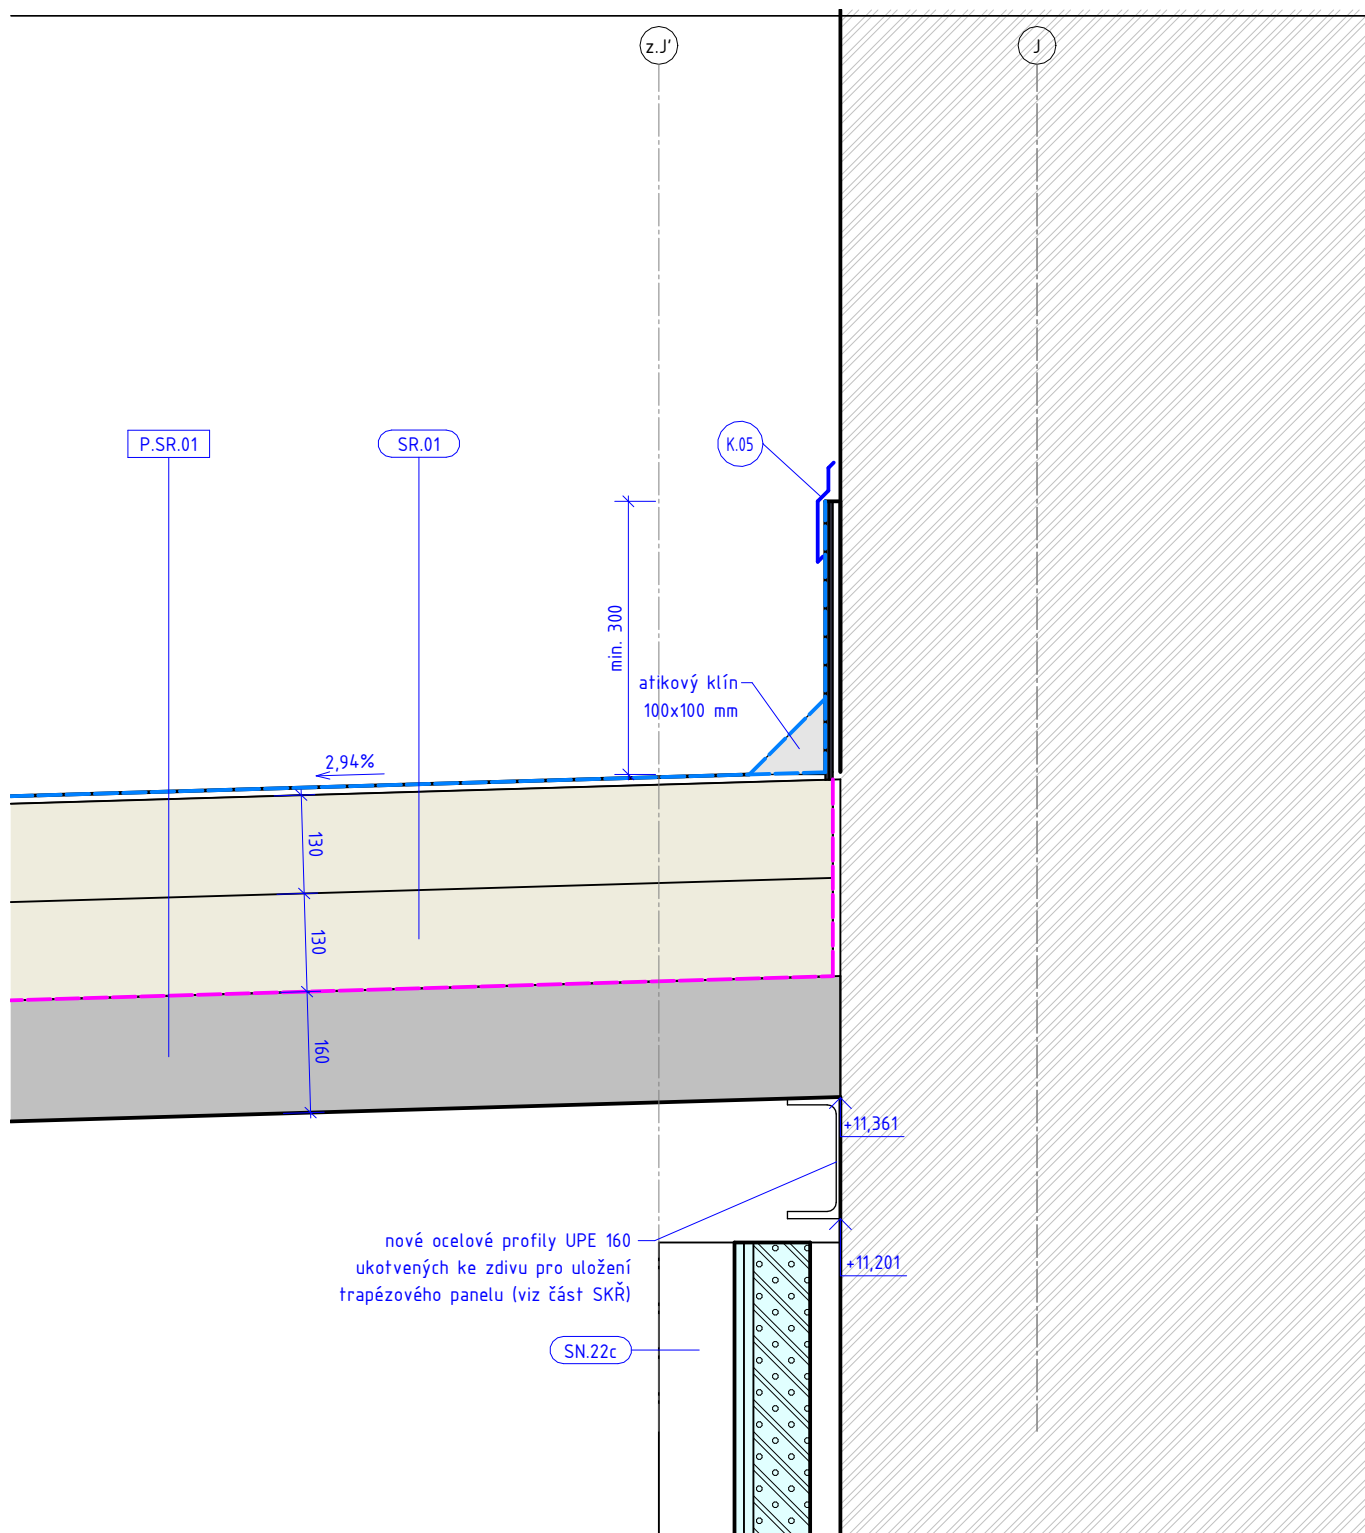 z.J'
J
P.SR.01
SR.01
K.05
min. 300
atikový klín
100x100 mm
2,94%
130
130
160
+11,361
nové ocelové profily UPE 160
ukotvených ke zdivu pro uložení
trapézového panelu (viz část SKŘ)
+11,201
SN.22c